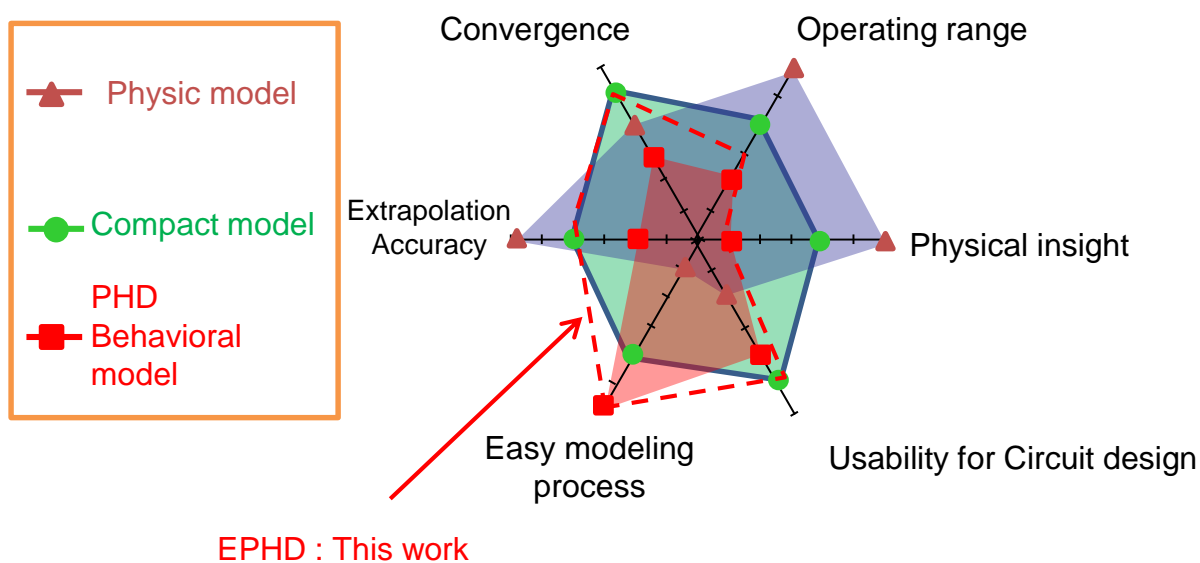 Convergence
Operating range
Physic model
Compact model
PHD
Behavioral
model
Extrapolation
Accuracy
Physical insight
Easy modeling
process
Usability for Circuit design
EPHD : This work